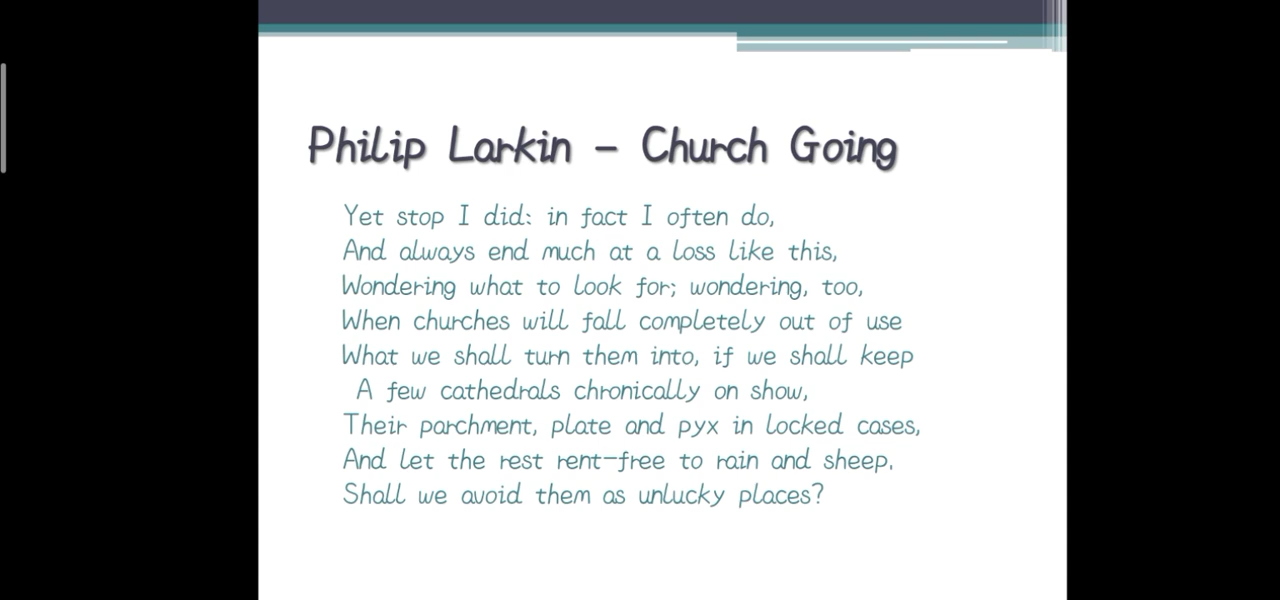 Philip Larkin – Church Going
Yet stop I did: in fact I often do,
And always end much at a loss like this,
Wondering what to look for; wondering, too,
When churches will fall completely out of use
What we shall turn them into, if we shall keep
A few cathedrals chronically on show,
Their parchment, plate and pyx in locked cases,
And let the rest rent-free to rain and sheep.
Shall we avoid them as unlucky places?